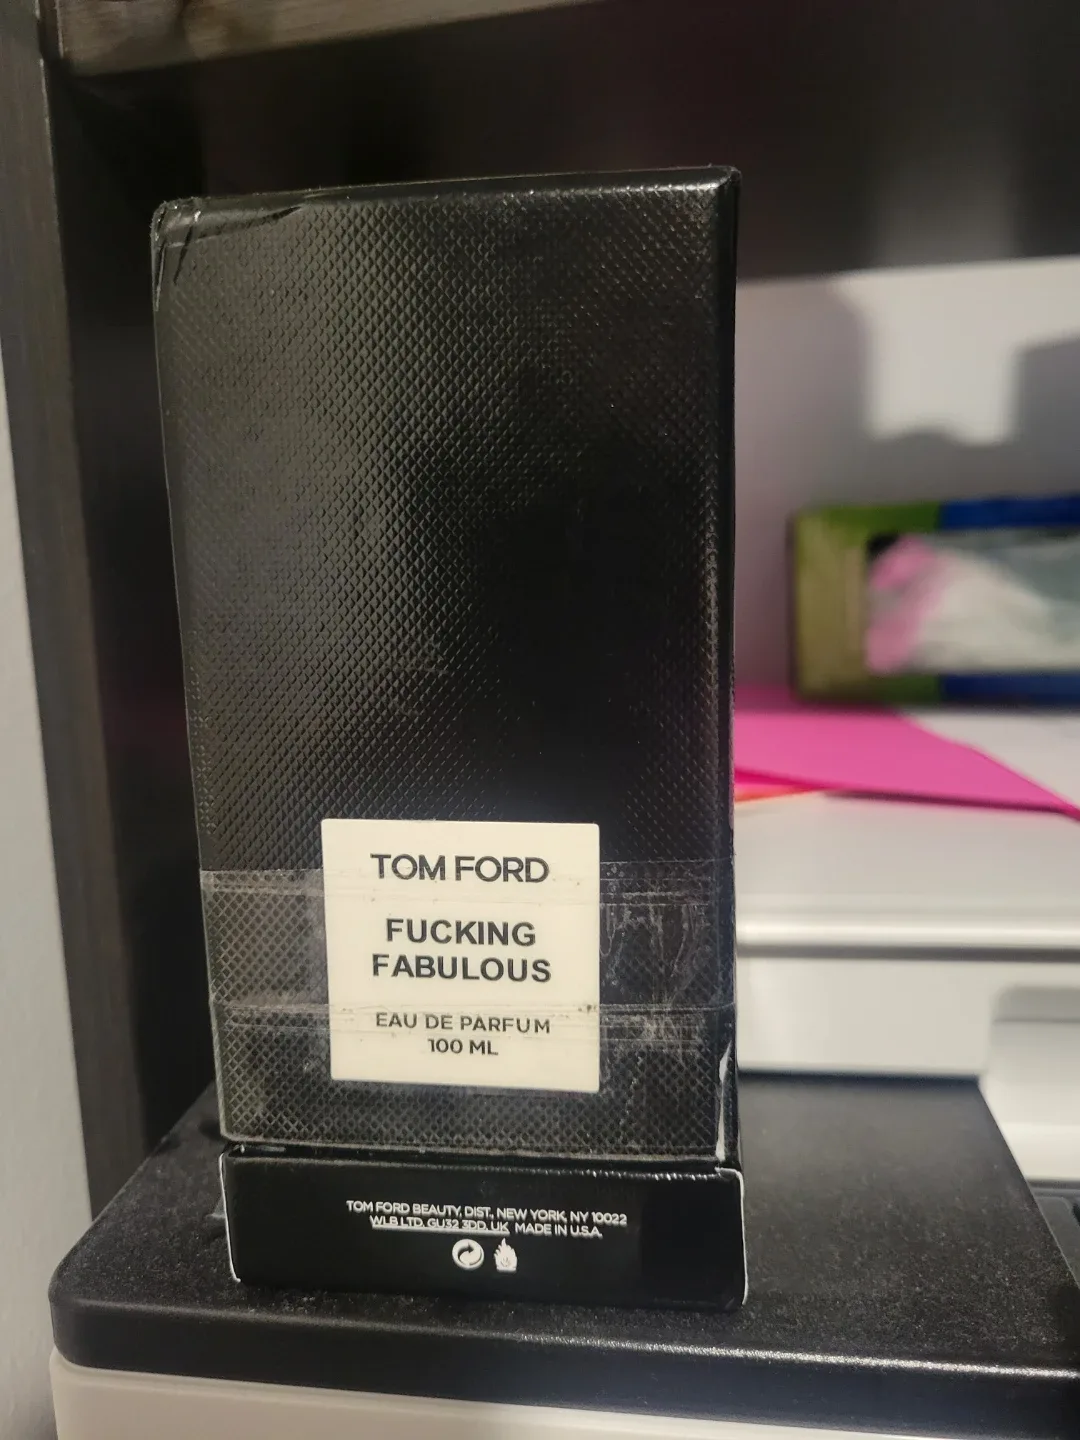 TOM FORD
FUCKING
FABULOUS
EAU DE PARFUM
100 ML
TOM FORD BEAUTY, DIST., NEW YORK, NY 10022
WLB LTD. GU32 3DD, UK MADE IN U.S.A.